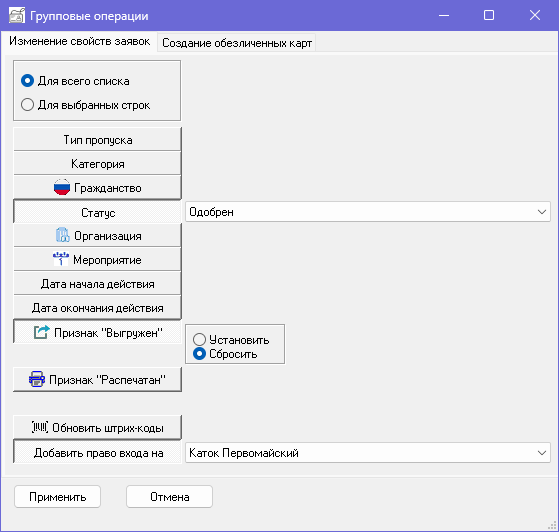 Групповые операции
Изменение свойств заявок
Создание обезличенных карт
Для всего списка
Для выбранных строк
Тип пропуска
Категория
Гражданство
Статус
Одобрен
Организация
Мероприятие
Дата начала действия
Дата окончания действия
Признак "Выгружен"
Установить
Сбросить
Признак "Распечатан"
Обновить штрих-коды
Добавить право входа на
Каток Первомайский
Применить
Отмена